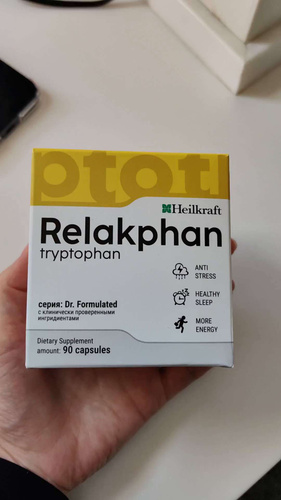 ptoti
Heilkraft
Relakphan
tryptophan
ANTI
STRESS
HEALTHY
SLEEP
MORE
ENERGY
серия: Dr. Formulated
с клинически проверенными
ингридиентами
Dietary Supplement
amount: 90 capsules